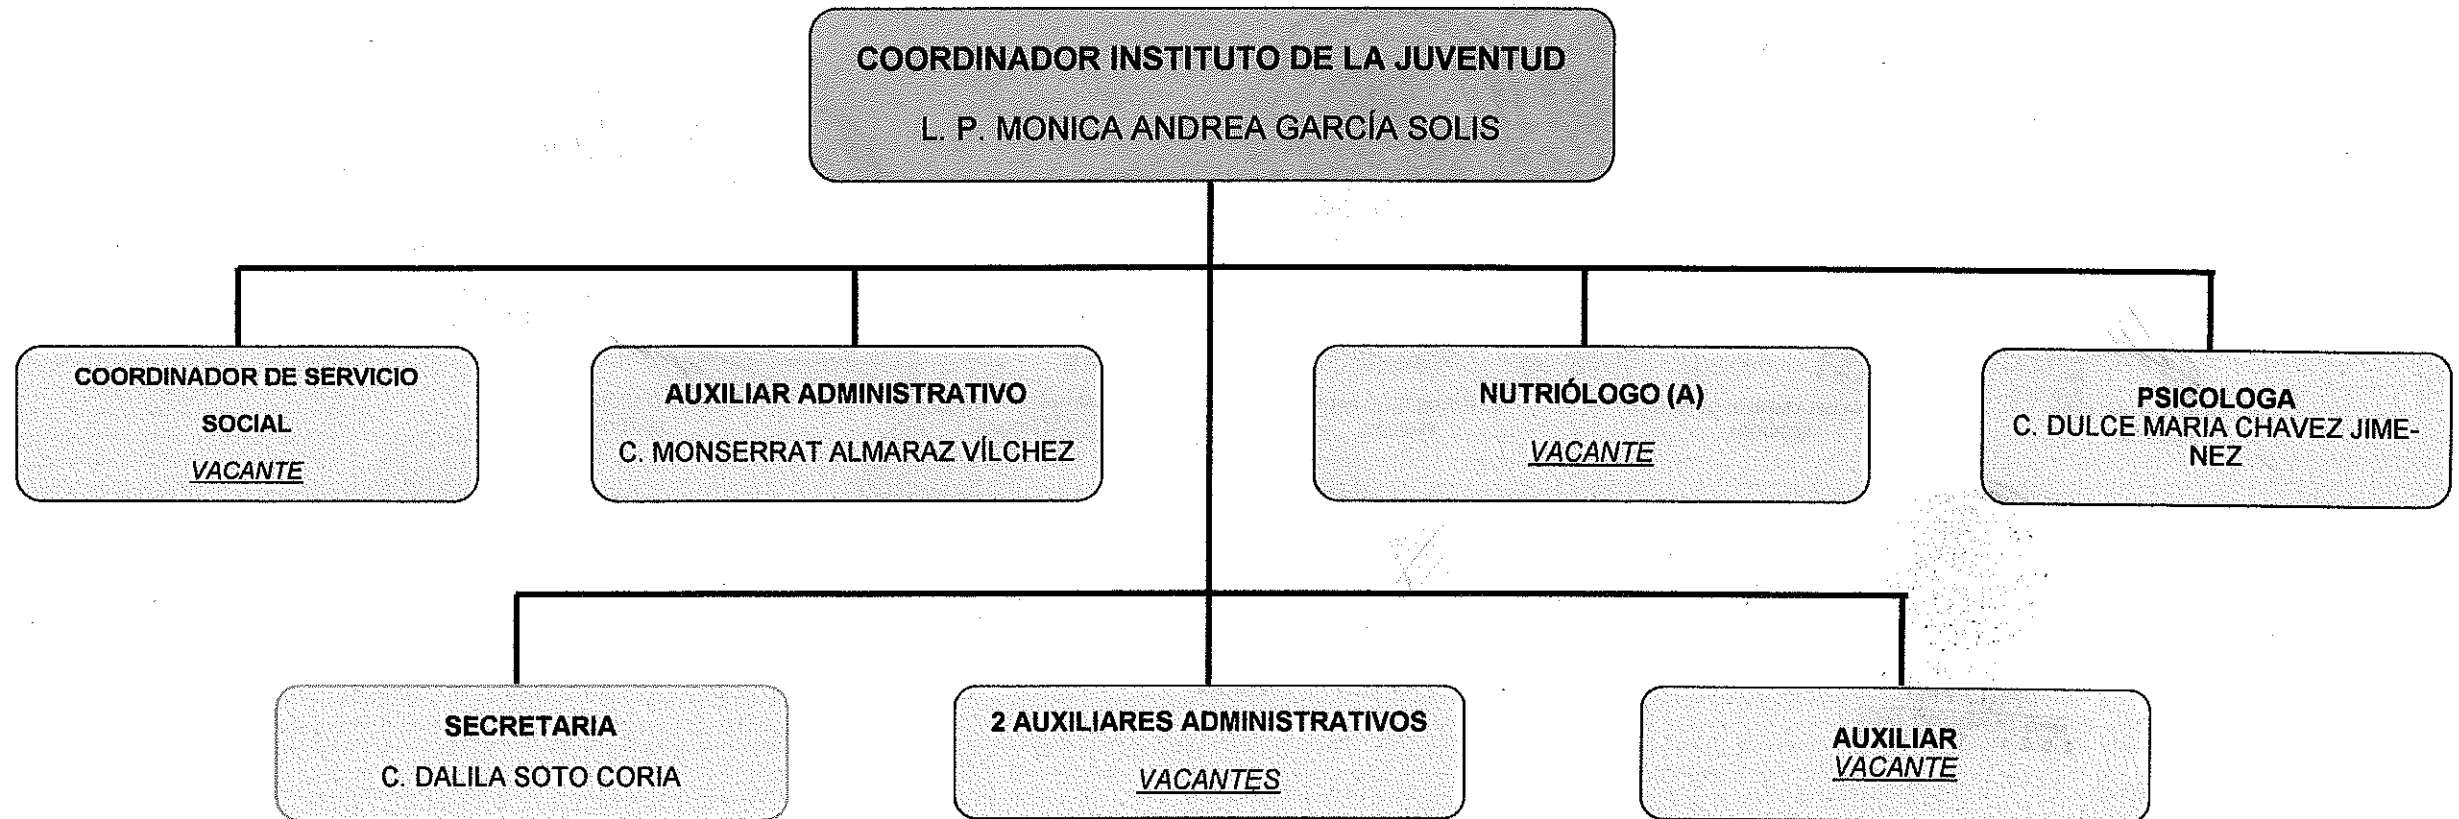 COORDINADOR INSTITUTO DE LA JUVENTUD
L. P. MONICA ANDREA GARCÍA SOLIS
COORDINADOR DE SERVICIO
SOCIAL
VACANTE
AUXILIAR ADMINISTRATIVO
C. MONSERRAT ALMARAZ VÍLCHEZ
NUTRIÓLOGO (A)
VACANTE
PSICOLOGA
C. DULCE MARIA CHAVEZ JIME-
NEZ
SECRETARIA
C. DALILA SOTO CORIA
2 AUXILIARES ADMINISTRATIVOS
VACANTES
AUXILIAR
VACANTE